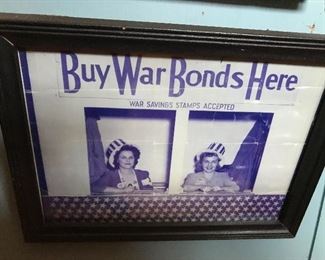 Buy War Bonds Here
WAR SAVINGS STAMPS ACCEPTED